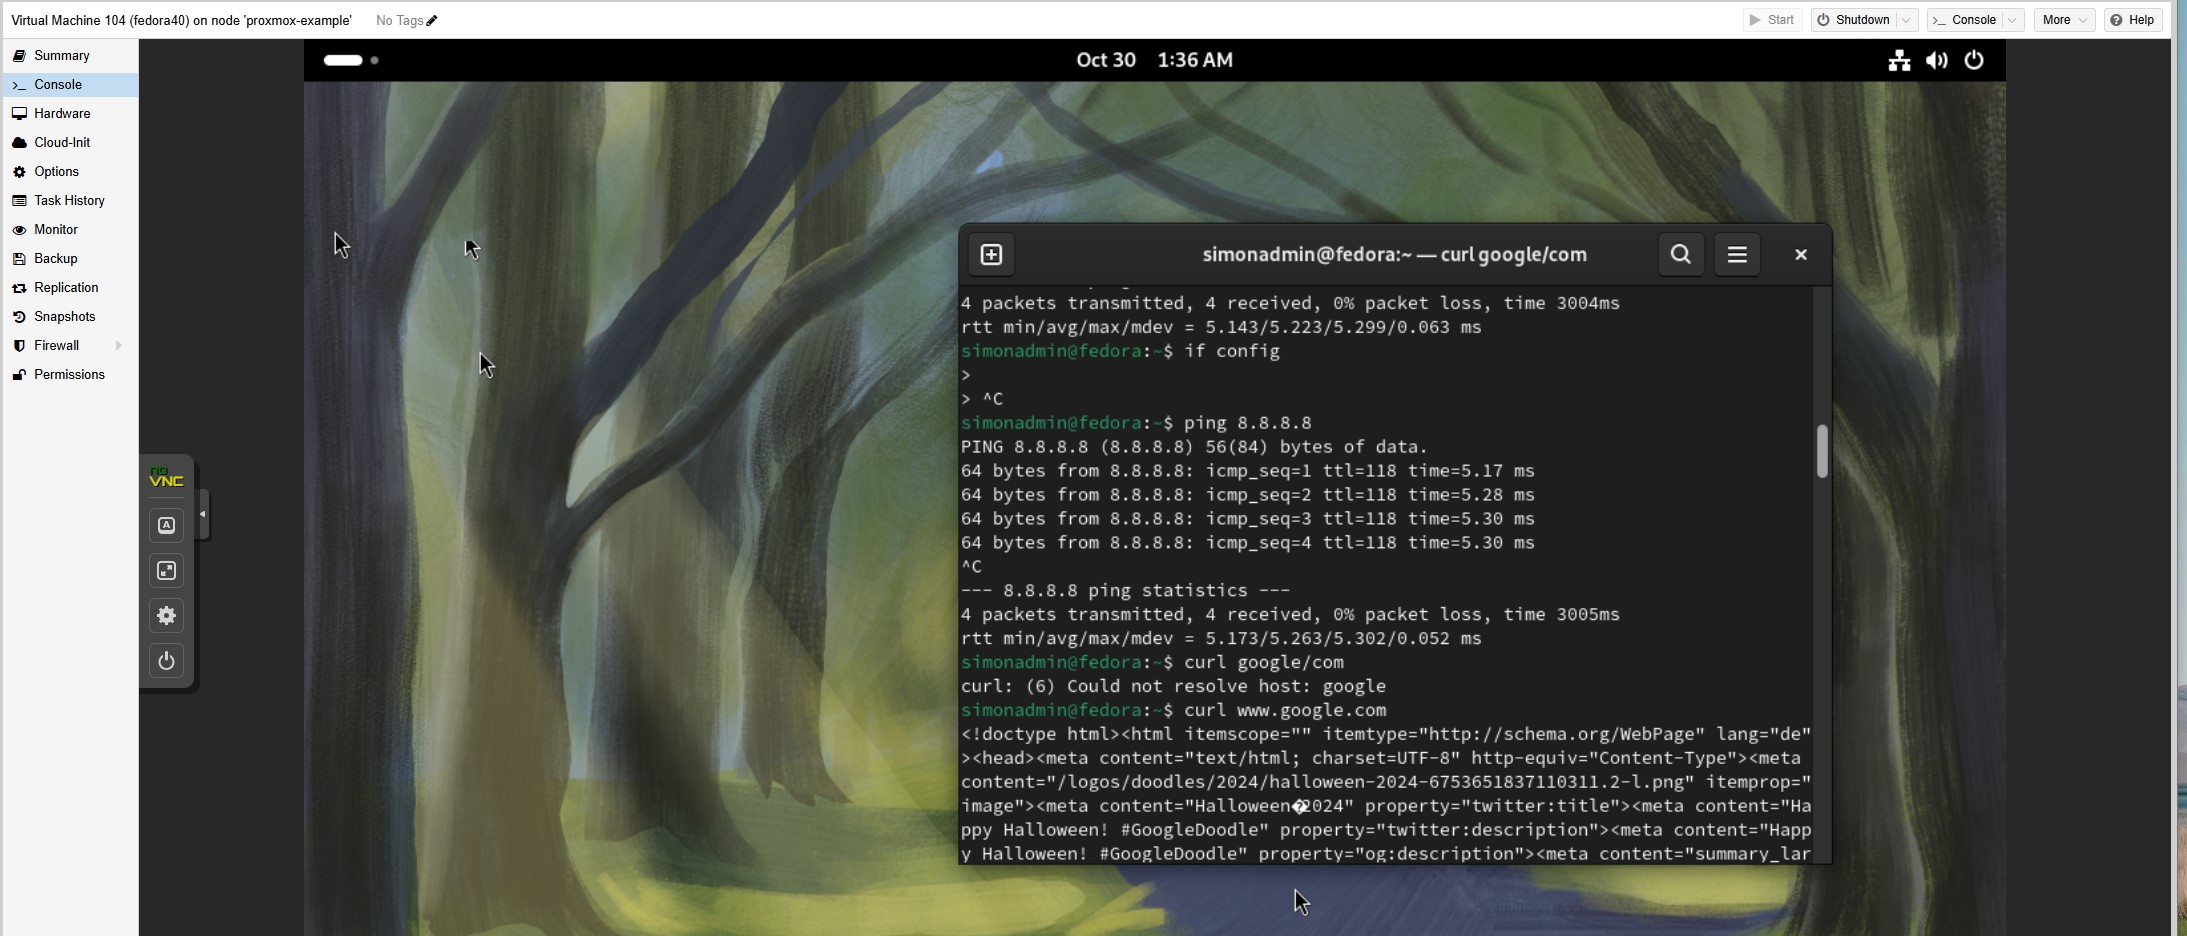 Virtual Machine 104 (fedora40) on node 'proxmox-example' No Tags Start Shutdown Console More Help
Summary
Console
Hardware
Cloud-Init
Options
Task History
Monitor
Backup
Replication
Snapshots
Firewall
Permissions
no
VNC
A
Oct 30 1:36 AM
simonadmin@fedora:~ — curl google/com
4 packets transmitted, 4 received, 0% packet loss, time 3004ms
rtt min/avg/max/mdev = 5.143/5.223/5.299/0.063 ms
simonadmin@fedora:~$ if config
>
> ^C
simonadmin@fedora:~$ ping 8.8.8.8
PING 8.8.8.8 (8.8.8.8) 56(84) bytes of data.
64 bytes from 8.8.8.8: icmp_seq=1 ttl=118 time=5.17 ms
64 bytes from 8.8.8.8: icmp_seq=2 ttl=118 time=5.28 ms
64 bytes from 8.8.8.8: icmp_seq=3 ttl=118 time=5.30 ms
64 bytes from 8.8.8.8: icmp_seq=4 ttl=118 time=5.30 ms
^C
--- 8.8.8.8 ping statistics ---
4 packets transmitted, 4 received, 0% packet loss, time 3005ms
rtt min/avg/max/mdev = 5.173/5.263/5.302/0.052 ms
simonadmin@fedora:~$ curl google/com
curl: (6) Could not resolve host: google
simonadmin@fedora:~$ curl www.google.com
<!doctype html><html itemscope="" itemtype="http://schema.org/WebPage" lang="de"
><head><meta content="text/html; charset=UTF-8" http-equiv="Content-Type"><meta
content="/logos/doodles/2024/halloween-2024-6753651837110311.2-l.png" itemprop="
image"><meta content="Halloween�2024" property="twitter:title"><meta content="Ha
ppy Halloween! #GoogleDoodle" property="twitter:description"><meta content="Happ
y Halloween! #GoogleDoodle" property="og:description"><meta content="summary_lar